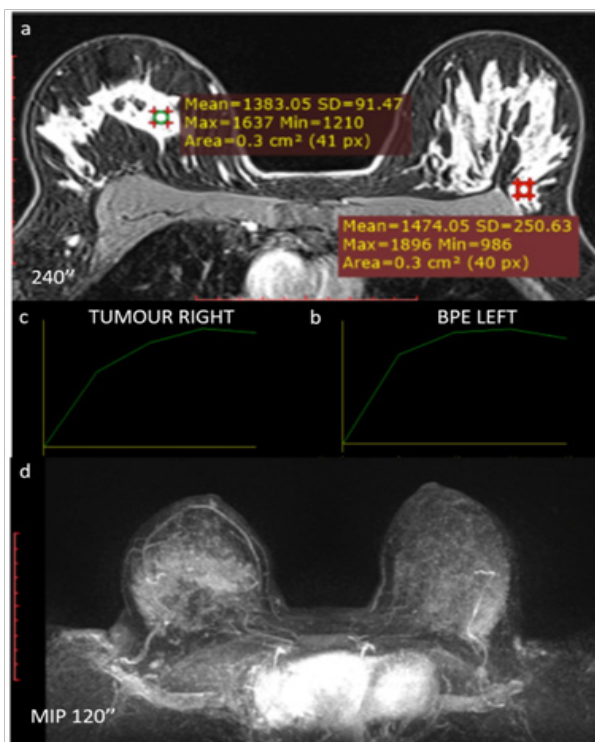 a
Mean=1383.05 SD=91.47
Max=1637 Min=1210
Area=0.3 cm² (41 px)
Mean=1474.05 SD=250.63
Max=1896 Min=986
Area=0.3 cm² (40 px)
240”
c
TUMOUR RIGHT
b
BPE LEFT
d
MIP 120”